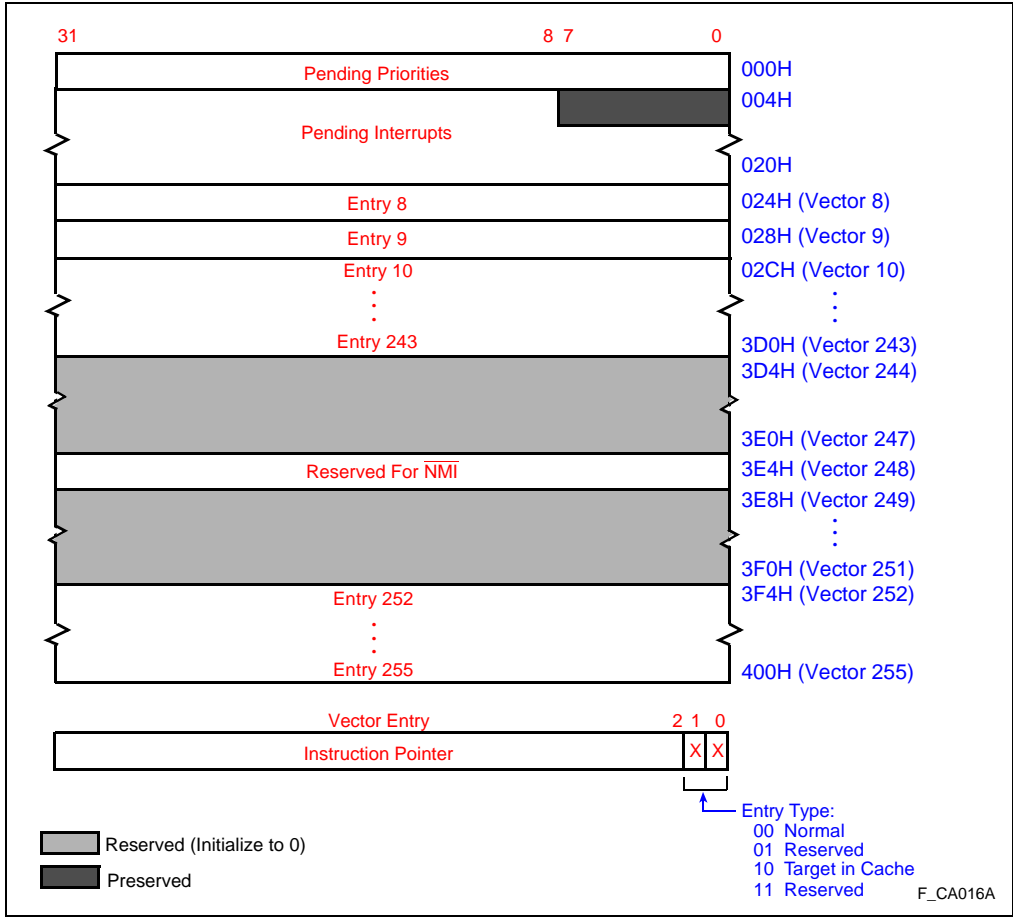 31 8 7 0
Pending Priorities 000H
004H
Pending Interrupts
020H
Entry 8 024H (Vector 8)
Entry 9 028H (Vector 9)
Entry 10 02CH (Vector 10)
Entry 243 3D0H (Vector 243)
3D4H (Vector 244)
3E0H (Vector 247)
Reserved For N̅M̅I̅ 3E4H (Vector 248)
3E8H (Vector 249)
3F0H (Vector 251)
Entry 252 3F4H (Vector 252)
Entry 255 400H (Vector 255)
Vector Entry 2 1 0
Instruction Pointer X X
Entry Type:
00 Normal
01 Reserved
10 Target in Cache
11 Reserved
Reserved (Initialize to 0)
Preserved
F_CA016A